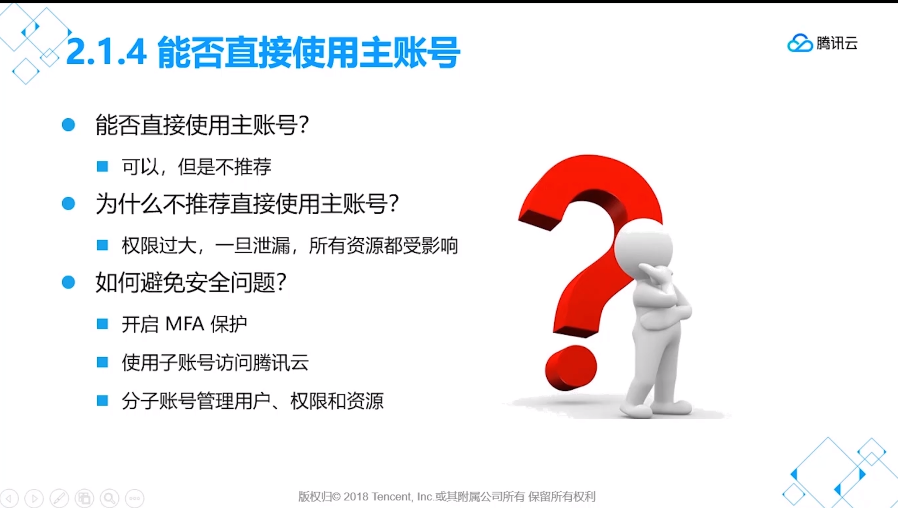 2.1.4 能否直接使用主账号
腾讯云
能否直接使用主账号？
可以，但是不推荐
为什么不推荐直接使用主账号？
权限过大，一旦泄漏，所有资源都受影响
如何避免安全问题？
开启 MFA 保护
使用子账号访问腾讯云
分子账号管理用户、权限和资源
版权归© 2018 Tencent, Inc.或其附属公司所有 保留所有权利